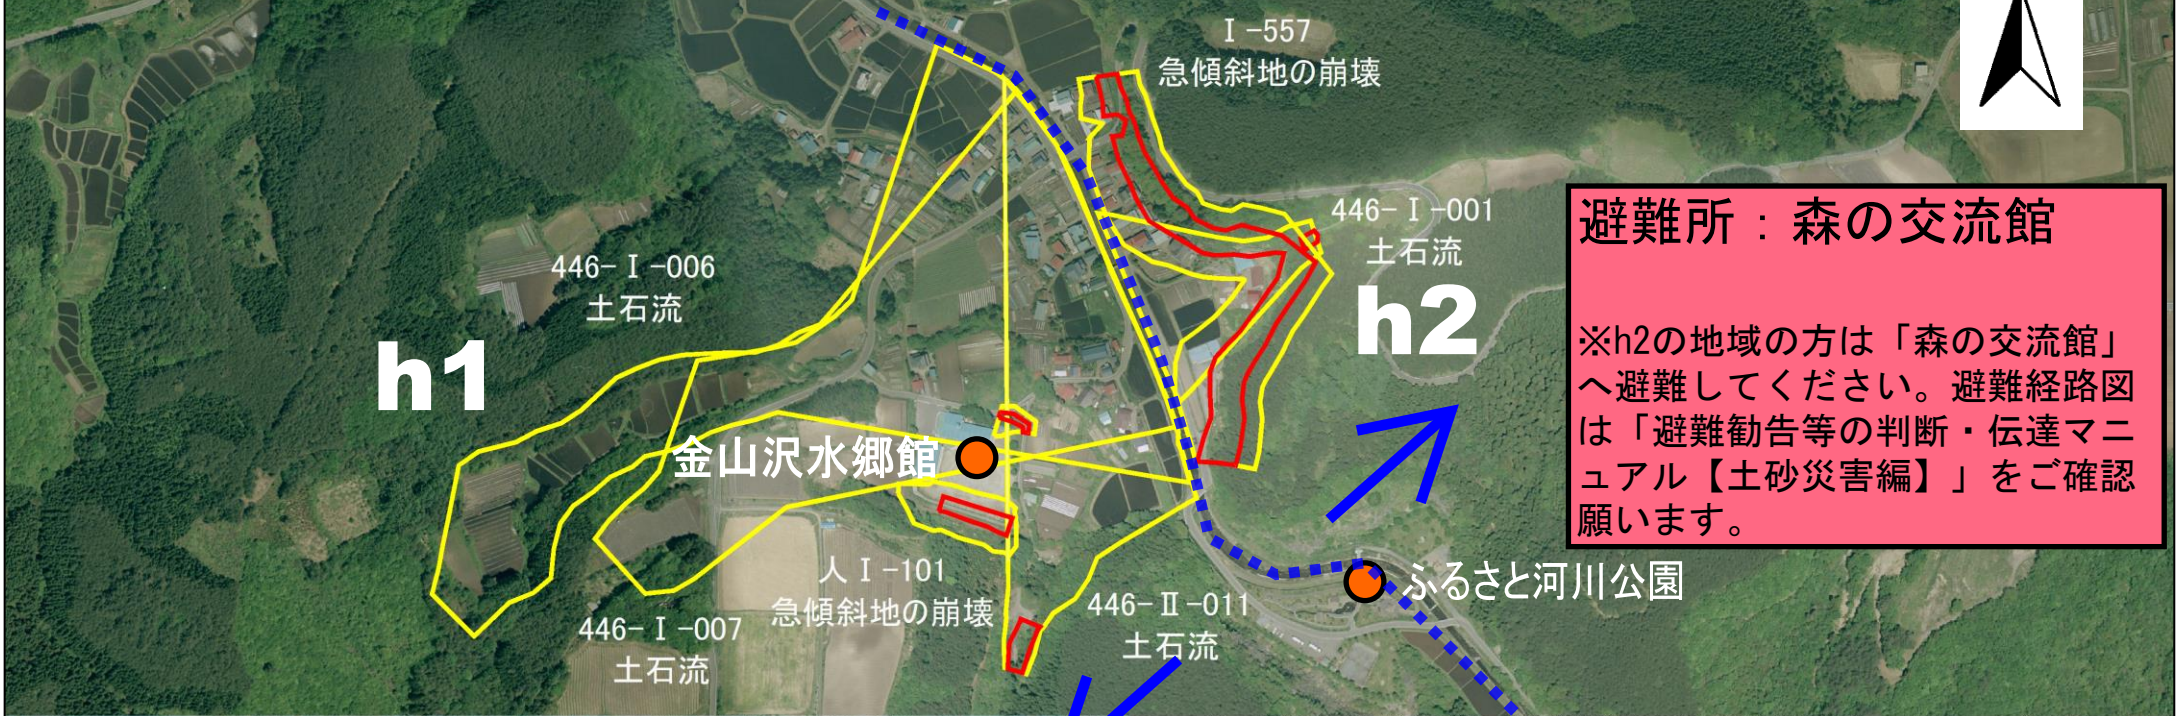 Ⅰ-557
急傾斜地の崩壊
446-Ⅰ-001
土石流
避難所：森の交流館
※h2の地域の方は「森の交流館」
へ避難してください。避難経路図
は「避難勧告等の判断・伝達マニ
ュアル【土砂災害編】」をご確認
願います。
446-Ⅰ-006
土石流
h1
h2
金山沢水郷館
人Ⅰ-101
急傾斜地の崩壊
446-Ⅱ-011
土石流
ふるさと河川公園
446-Ⅰ-007
土石流